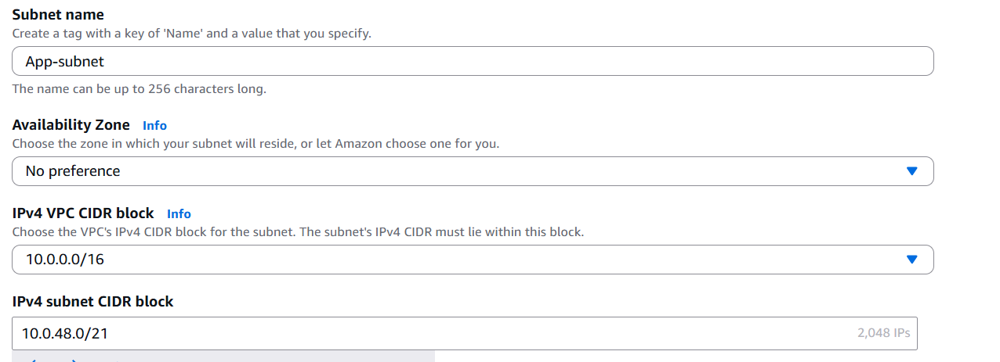 Subnet name
Create a tag with a key of 'Name' and a value that you specify.
App-subnet
The name can be up to 256 characters long.
Availability Zone Info
Choose the zone in which your subnet will reside, or let Amazon choose one for you.
No preference
IPv4 VPC CIDR block Info
Choose the VPC's IPv4 CIDR block for the subnet. The subnet's IPv4 CIDR must lie within this block.
10.0.0.0/16
IPv4 subnet CIDR block
10.0.48.0/21 2,048 IPs